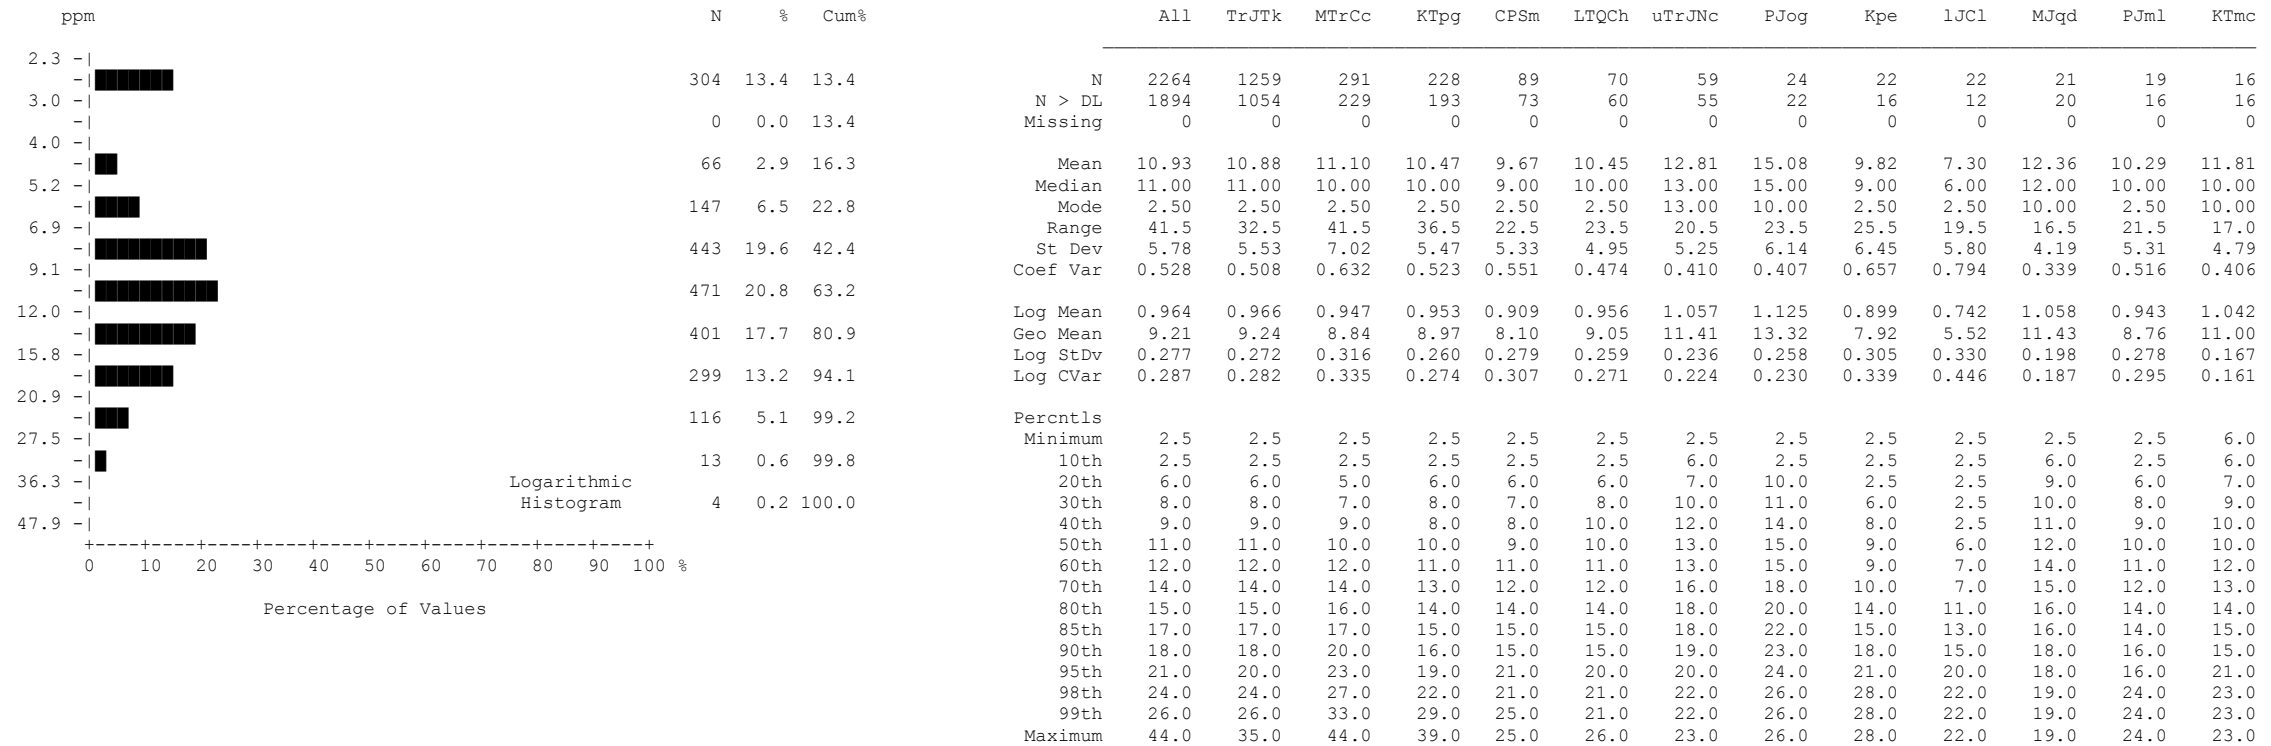 ppm N % Cum%
2.3 -|
-| 304 13.4 13.4
3.0 -|
-| 0 0.0 13.4
4.0 -|
-| 66 2.9 16.3
5.2 -|
-| 147 6.5 22.8
6.9 -|
-| 443 19.6 42.4
9.1 -|
-| 471 20.8 63.2
12.0 -|
-| 401 17.7 80.9
15.8 -|
-| 299 13.2 94.1
20.9 -|
-| 116 5.1 99.2
27.5 -|
-| 13 0.6 99.8
36.3 -| Logarithmic
-| Histogram 4 0.2 100.0
47.9 -|
+----+----+----+----+----+----+----+----+----+----+
0 10 20 30 40 50 60 70 80 90 100 %
Percentage of Values
All TrJTk MTrCc KTpg CPSm LTQCh uTrJNc PJog Kpe lJCl MJqd PJml KTmc
N 2264 1259 291 228 89 70 59 24 22 22 21 19 16
N > DL 1894 1054 229 193 73 60 55 22 16 12 20 16 16
Missing 0 0 0 0 0 0 0 0 0 0 0 0 0
Mean 10.93 10.88 11.10 10.47 9.67 10.45 12.81 15.08 9.82 7.30 12.36 10.29 11.81
Median 11.00 11.00 10.00 10.00 9.00 10.00 13.00 15.00 9.00 6.00 12.00 10.00 10.00
Mode 2.50 2.50 2.50 2.50 2.50 2.50 13.00 10.00 2.50 2.50 10.00 2.50 10.00
Range 41.5 32.5 41.5 36.5 22.5 23.5 20.5 23.5 25.5 19.5 16.5 21.5 17.0
St Dev 5.78 5.53 7.02 5.47 5.33 4.95 5.25 6.14 6.45 5.80 4.19 5.31 4.79
Coef Var 0.528 0.508 0.632 0.523 0.551 0.474 0.410 0.407 0.657 0.794 0.339 0.516 0.406
Log Mean 0.964 0.966 0.947 0.953 0.909 0.956 1.057 1.125 0.899 0.742 1.058 0.943 1.042
Geo Mean 9.21 9.24 8.84 8.97 8.10 9.05 11.41 13.32 7.92 5.52 11.43 8.76 11.00
Log StDv 0.277 0.272 0.316 0.260 0.279 0.259 0.236 0.258 0.305 0.330 0.198 0.278 0.167
Log CVar 0.287 0.282 0.335 0.274 0.307 0.271 0.224 0.230 0.339 0.446 0.187 0.295 0.161
Percntls
Minimum 2.5 2.5 2.5 2.5 2.5 2.5 2.5 2.5 2.5 2.5 2.5 2.5 6.0
10th 2.5 2.5 2.5 2.5 2.5 2.5 6.0 2.5 2.5 2.5 6.0 2.5 6.0
20th 6.0 6.0 5.0 6.0 6.0 6.0 7.0 10.0 2.5 2.5 9.0 6.0 7.0
30th 8.0 8.0 7.0 8.0 7.0 8.0 10.0 11.0 6.0 2.5 10.0 8.0 9.0
40th 9.0 9.0 9.0 8.0 8.0 10.0 12.0 14.0 8.0 2.5 11.0 9.0 10.0
50th 11.0 11.0 10.0 10.0 9.0 10.0 13.0 15.0 9.0 6.0 12.0 10.0 10.0
60th 12.0 12.0 12.0 11.0 11.0 11.0 13.0 15.0 9.0 7.0 14.0 11.0 12.0
70th 14.0 14.0 14.0 13.0 12.0 12.0 16.0 18.0 10.0 7.0 15.0 12.0 13.0
80th 15.0 15.0 16.0 14.0 14.0 14.0 18.0 20.0 14.0 11.0 16.0 14.0 14.0
85th 17.0 17.0 17.0 15.0 15.0 15.0 18.0 22.0 15.0 13.0 16.0 14.0 15.0
90th 18.0 18.0 20.0 16.0 15.0 15.0 19.0 23.0 18.0 15.0 18.0 16.0 15.0
95th 21.0 20.0 23.0 19.0 21.0 20.0 20.0 24.0 21.0 20.0 18.0 16.0 21.0
98th 24.0 24.0 27.0 22.0 21.0 21.0 22.0 26.0 28.0 22.0 19.0 24.0 23.0
99th 26.0 26.0 33.0 29.0 25.0 21.0 22.0 26.0 28.0 22.0 19.0 24.0 23.0
Maximum 44.0 35.0 44.0 39.0 25.0 26.0 23.0 26.0 28.0 22.0 19.0 24.0 23.0